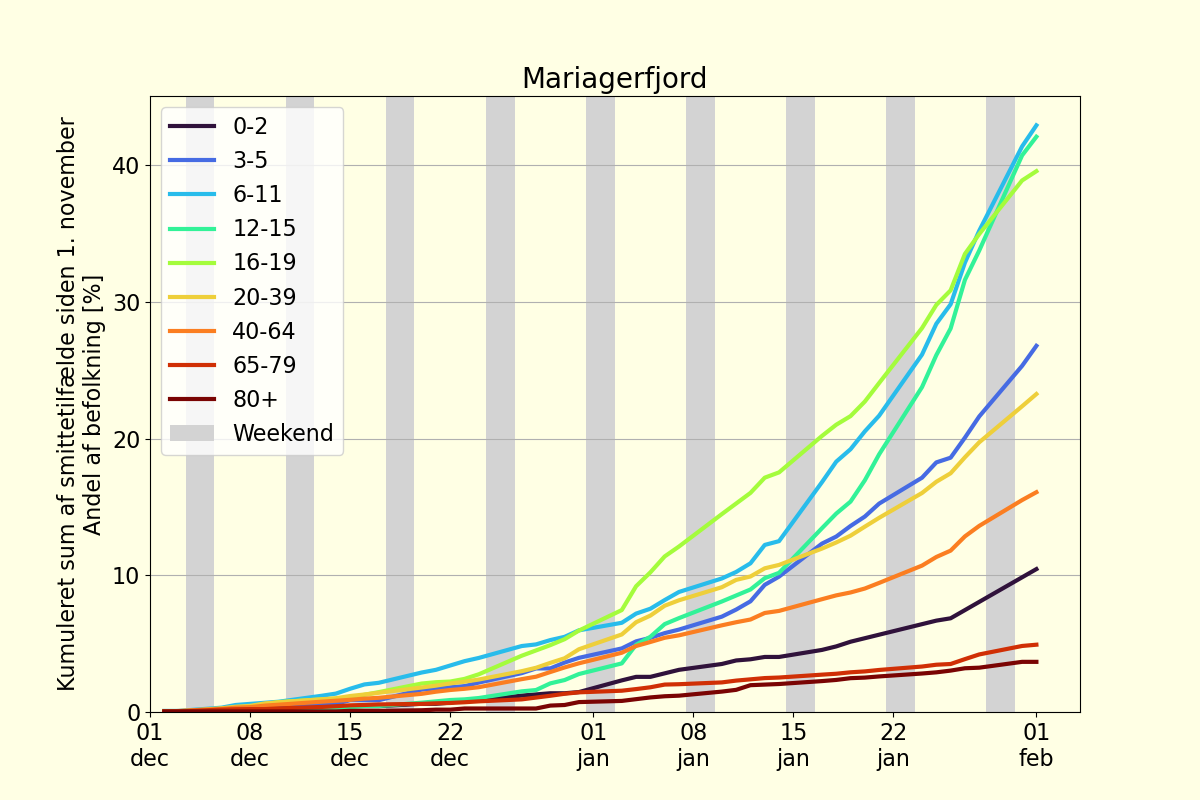 Mariagerfjord
Kumuleret sum af smittetilfælde siden 1. november
Andel af befolkning [%]
40
30
20
10
0
0-2
3-5
6-11
12-15
16-19
20-39
40-64
65-79
80+
Weekend
01 08 15 22 01 08 15 22 01
dec dec dec dec jan jan jan jan feb